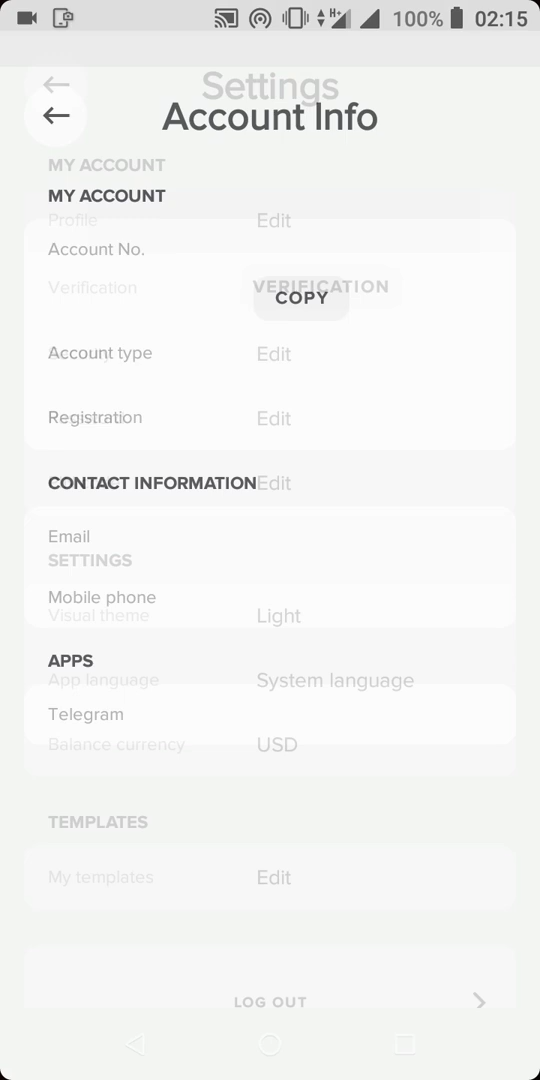 H+ 100% 02:15
Settings
Account Info
MY ACCOUNT
MY ACCOUNT
Profile Edit
Account No.
Verification VERIFICATION
COPY
Account type Edit
Registration Edit
CONTACT INFORMATION Edit
Email
SETTINGS
Mobile phone
Visual theme Light
APPS
App language System language
Telegram
Balance currency USD
TEMPLATES
My templates Edit
LOG OUT